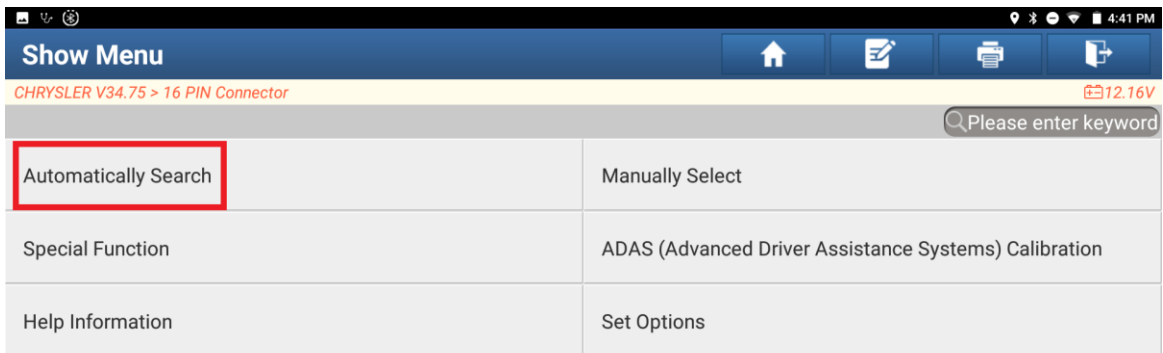 4:41 PM
Show Menu
CHRYSLER V34.75 > 16 PIN Connector
12.16V
Please enter keyword
Automatically Search
Manually Select
Special Function
ADAS (Advanced Driver Assistance Systems) Calibration
Help Information
Set Options